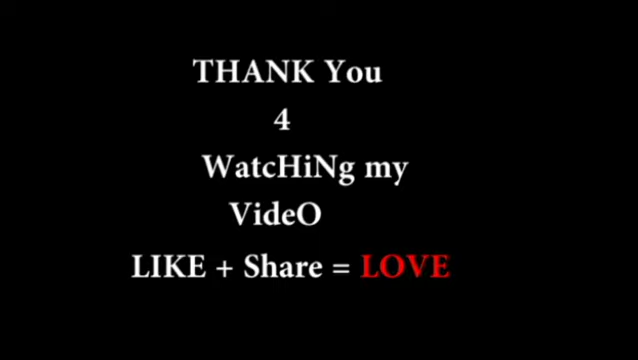 THANK You
4
WatcHiNg my
VideO
LIKE + Share = LOVE